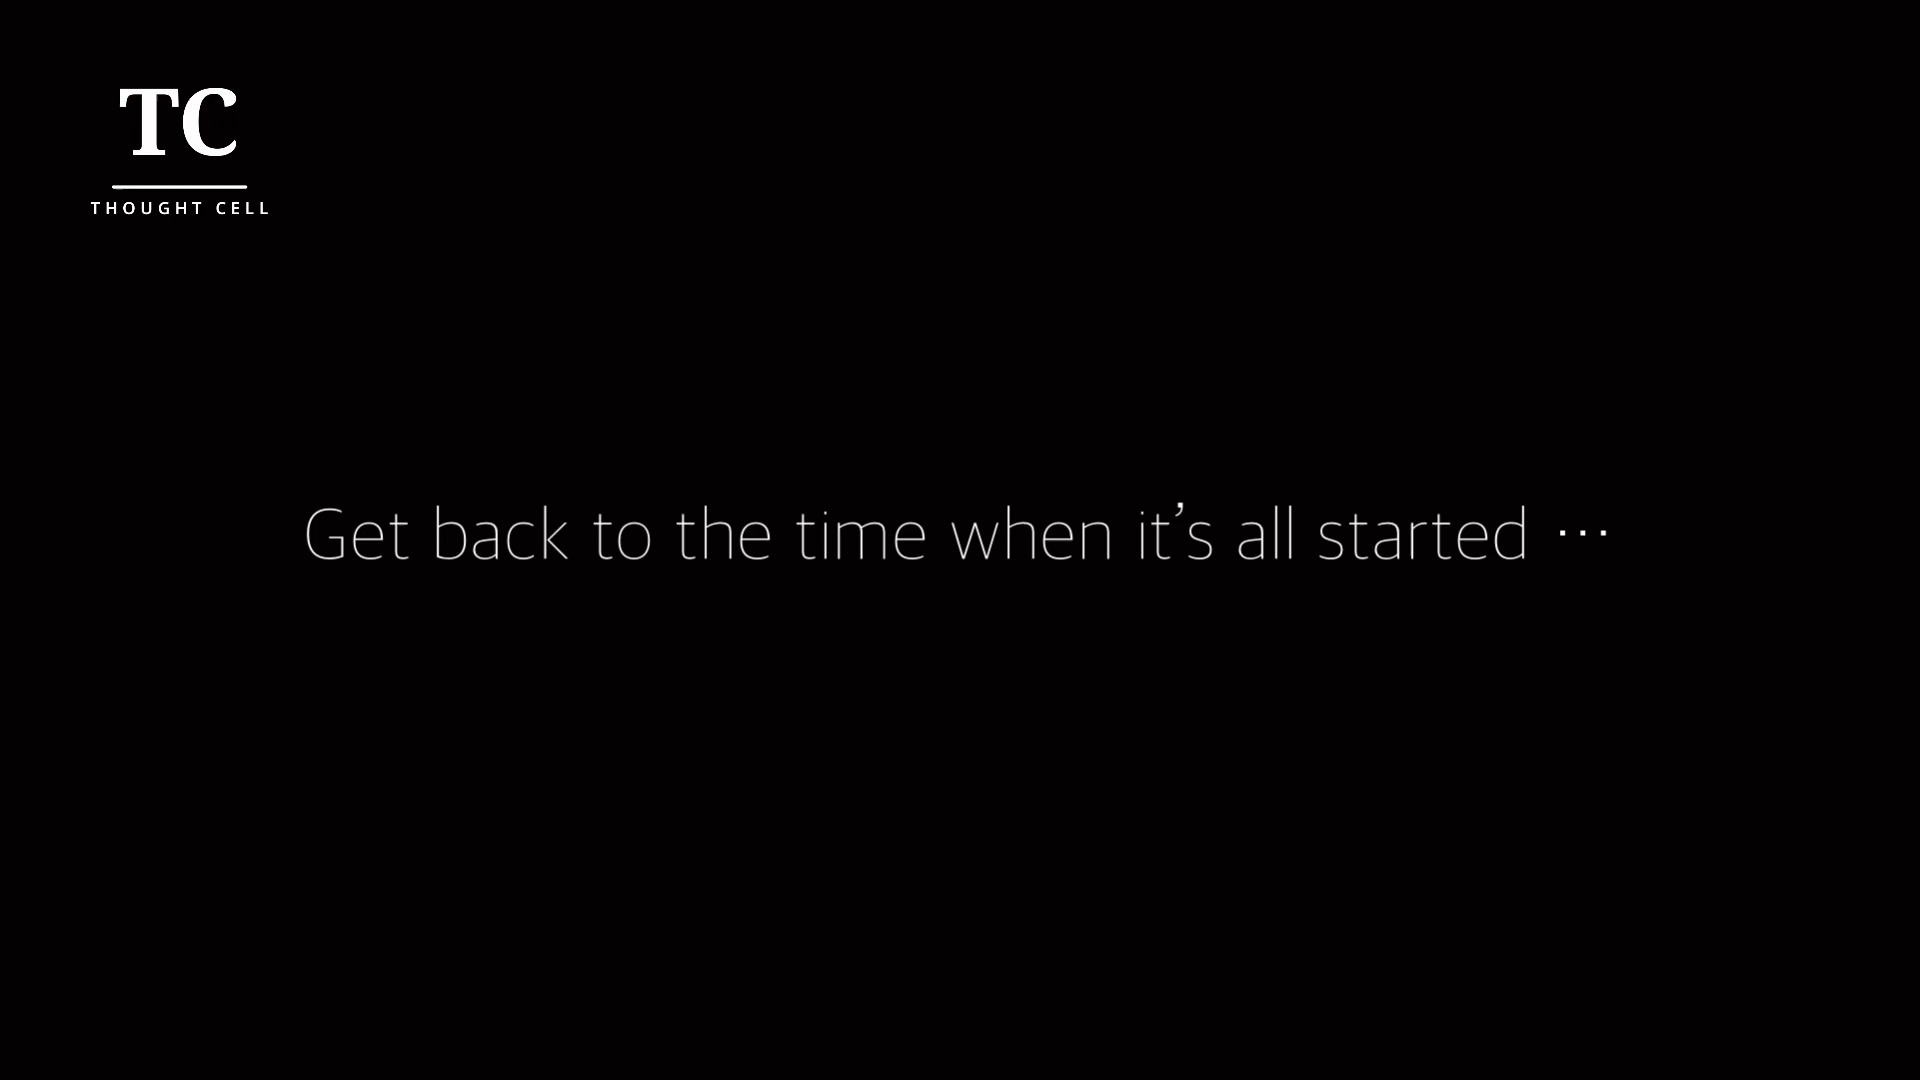 TC
THOUGHT CELL
Get back to the time when it’s all started ⋯